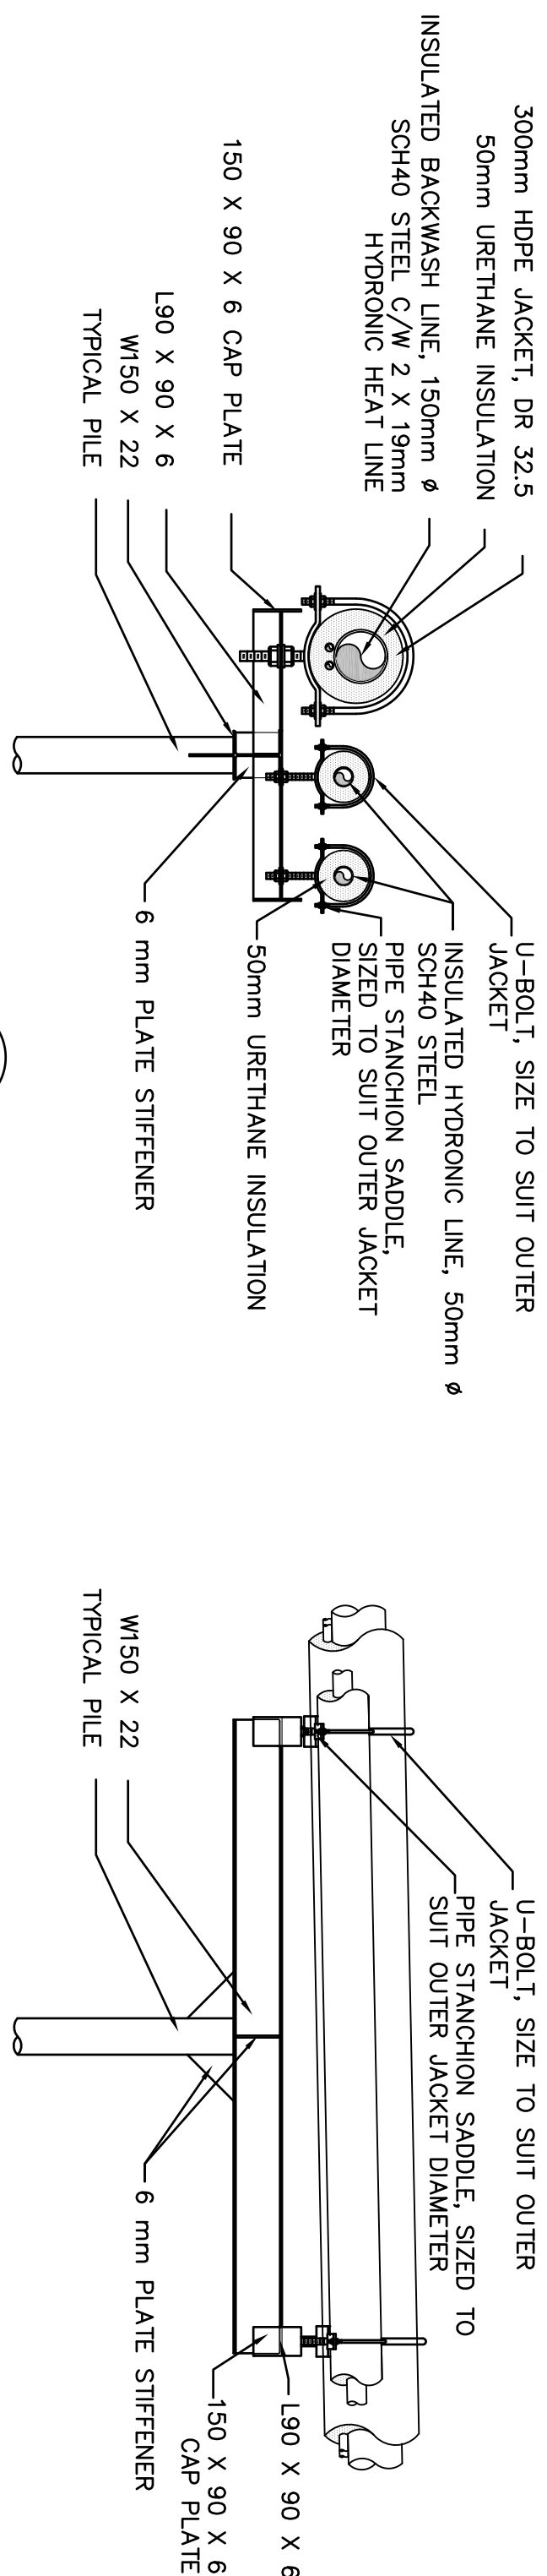 300mm HDPE JACKET, DR 32.5
50mm URETHANE INSULATION
INSULATED BACKWASH LINE, 150mm ø
SCH40 STEEL C/W 2 X 19mm
HYDRONIC HEAT LINE
150 X 90 X 6 CAP PLATE
L90 X 90 X 6
W150 X 22
TYPICAL PILE
U-BOLT, SIZE TO SUIT OUTER
JACKET
INSULATED HYDRONIC LINE, 50mm ø
SCH40 STEEL
PIPE STANCHION SADDLE,
SIZED TO SUIT OUTER JACKET
DIAMETER
50mm URETHANE INSULATION
6 mm PLATE STIFFENER
W150 X 22
TYPICAL PILE
U-BOLT, SIZE TO SUIT OUTER
JACKET
PIPE STANCHION SADDLE, SIZED TO
SUIT OUTER JACKET DIAMETER
L90 X 90 X 6
150 X 90 X 6
CAP PLATE
6 mm PLATE STIFFENER